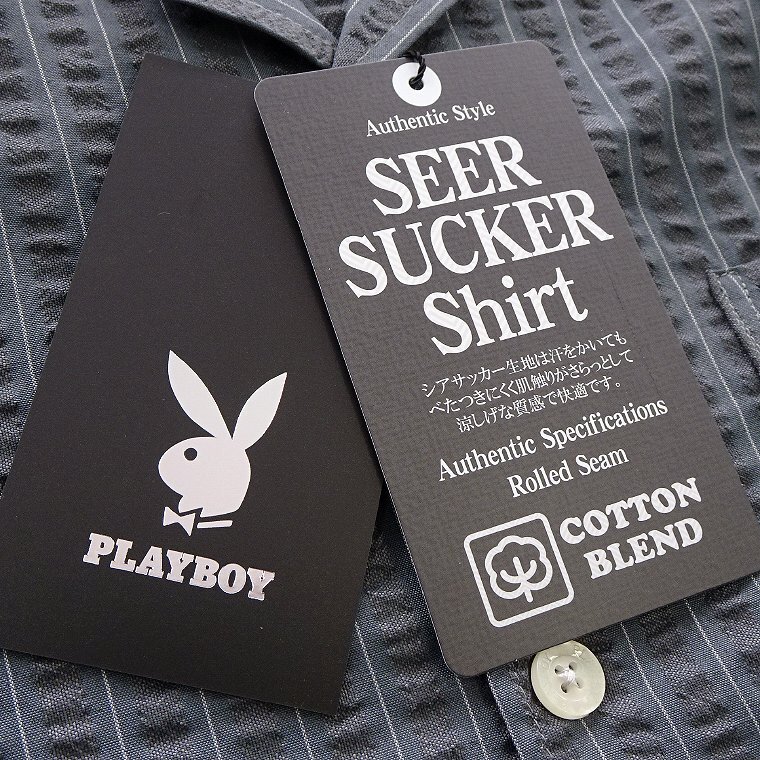 PLAYBOY
Authentic Style
SEER
SUCKER
Shirt
シアサッカー生地は汗をかいても
べたつきにくく肌触りがさらっとして
涼しげな質感で快適です。
Authentic Specifications
Rolled Seam
COTTON
BLEND